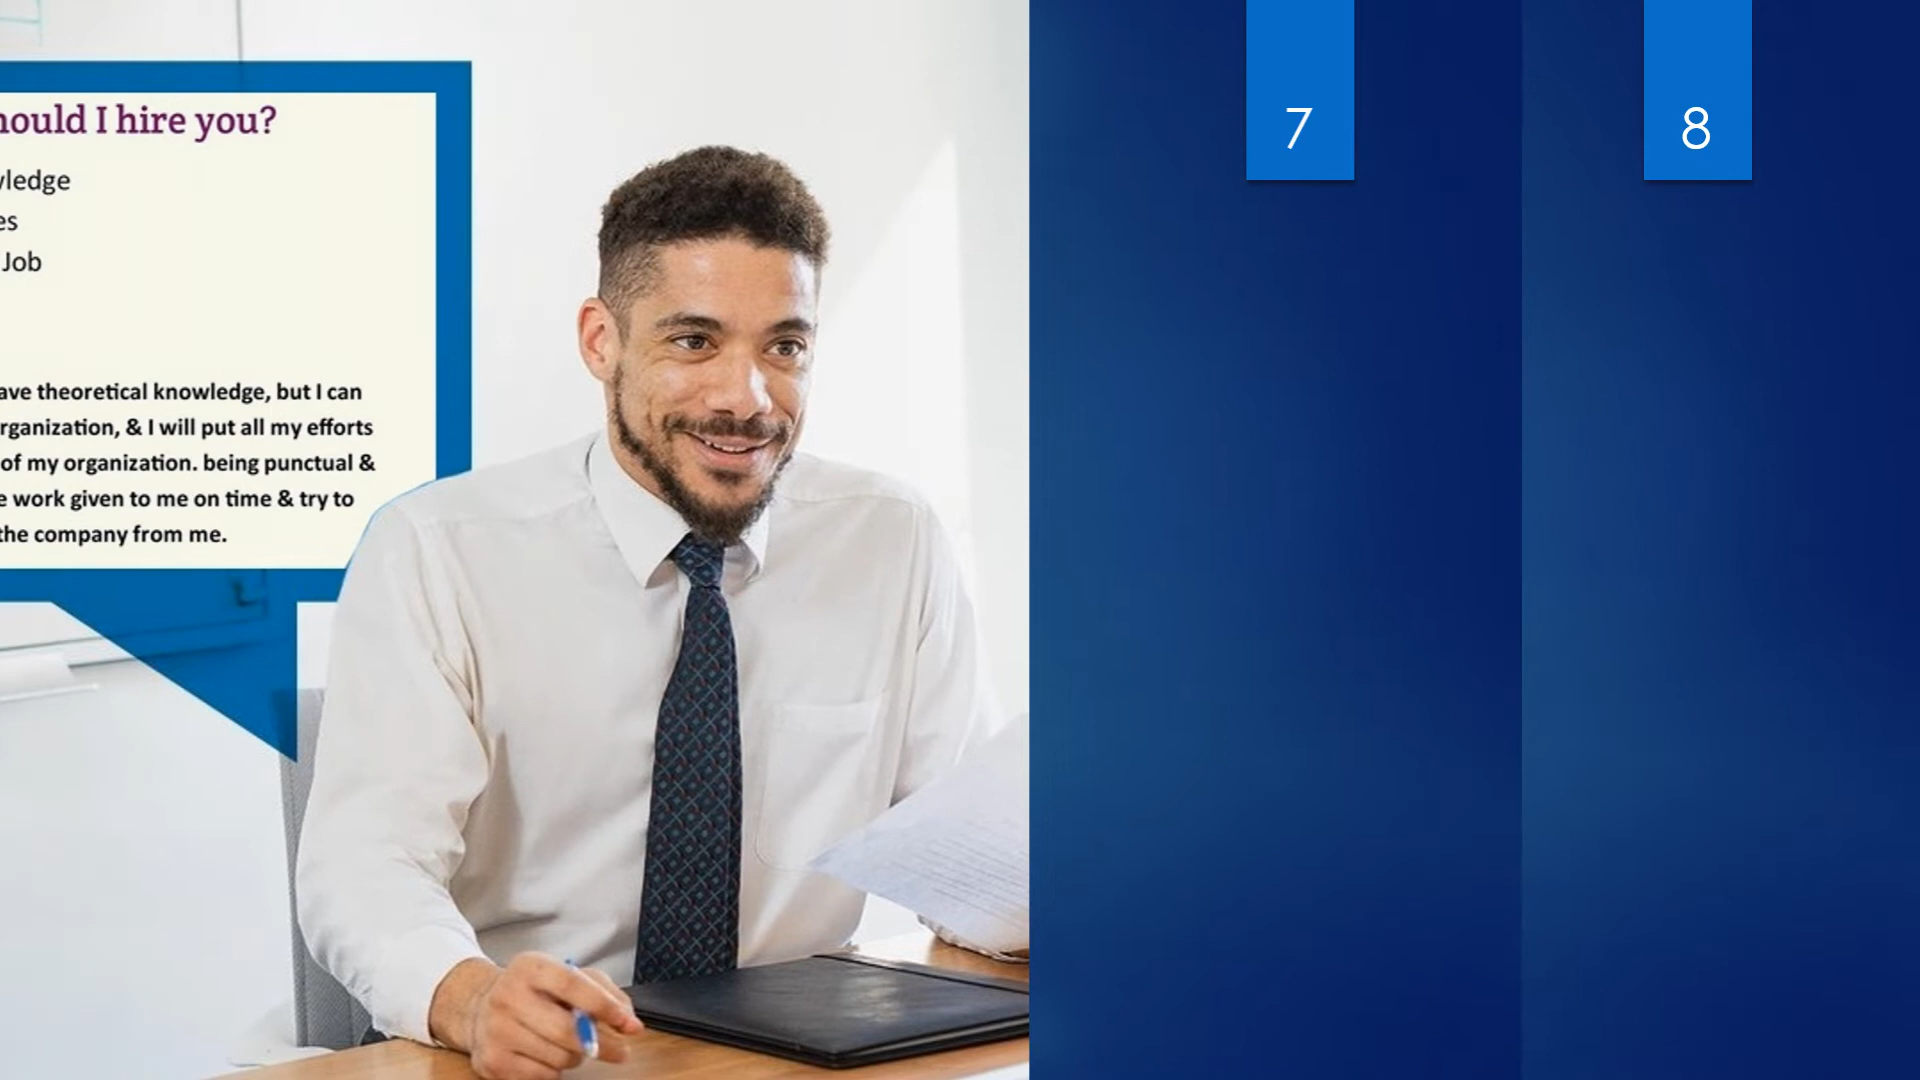 hould I hire you?
ledge
es
Job
ave theoretical knowledge, but I can
rganization, & I will put all my efforts
of my organization. being punctual &
e work given to me on time & try to
the company from me.
7
8